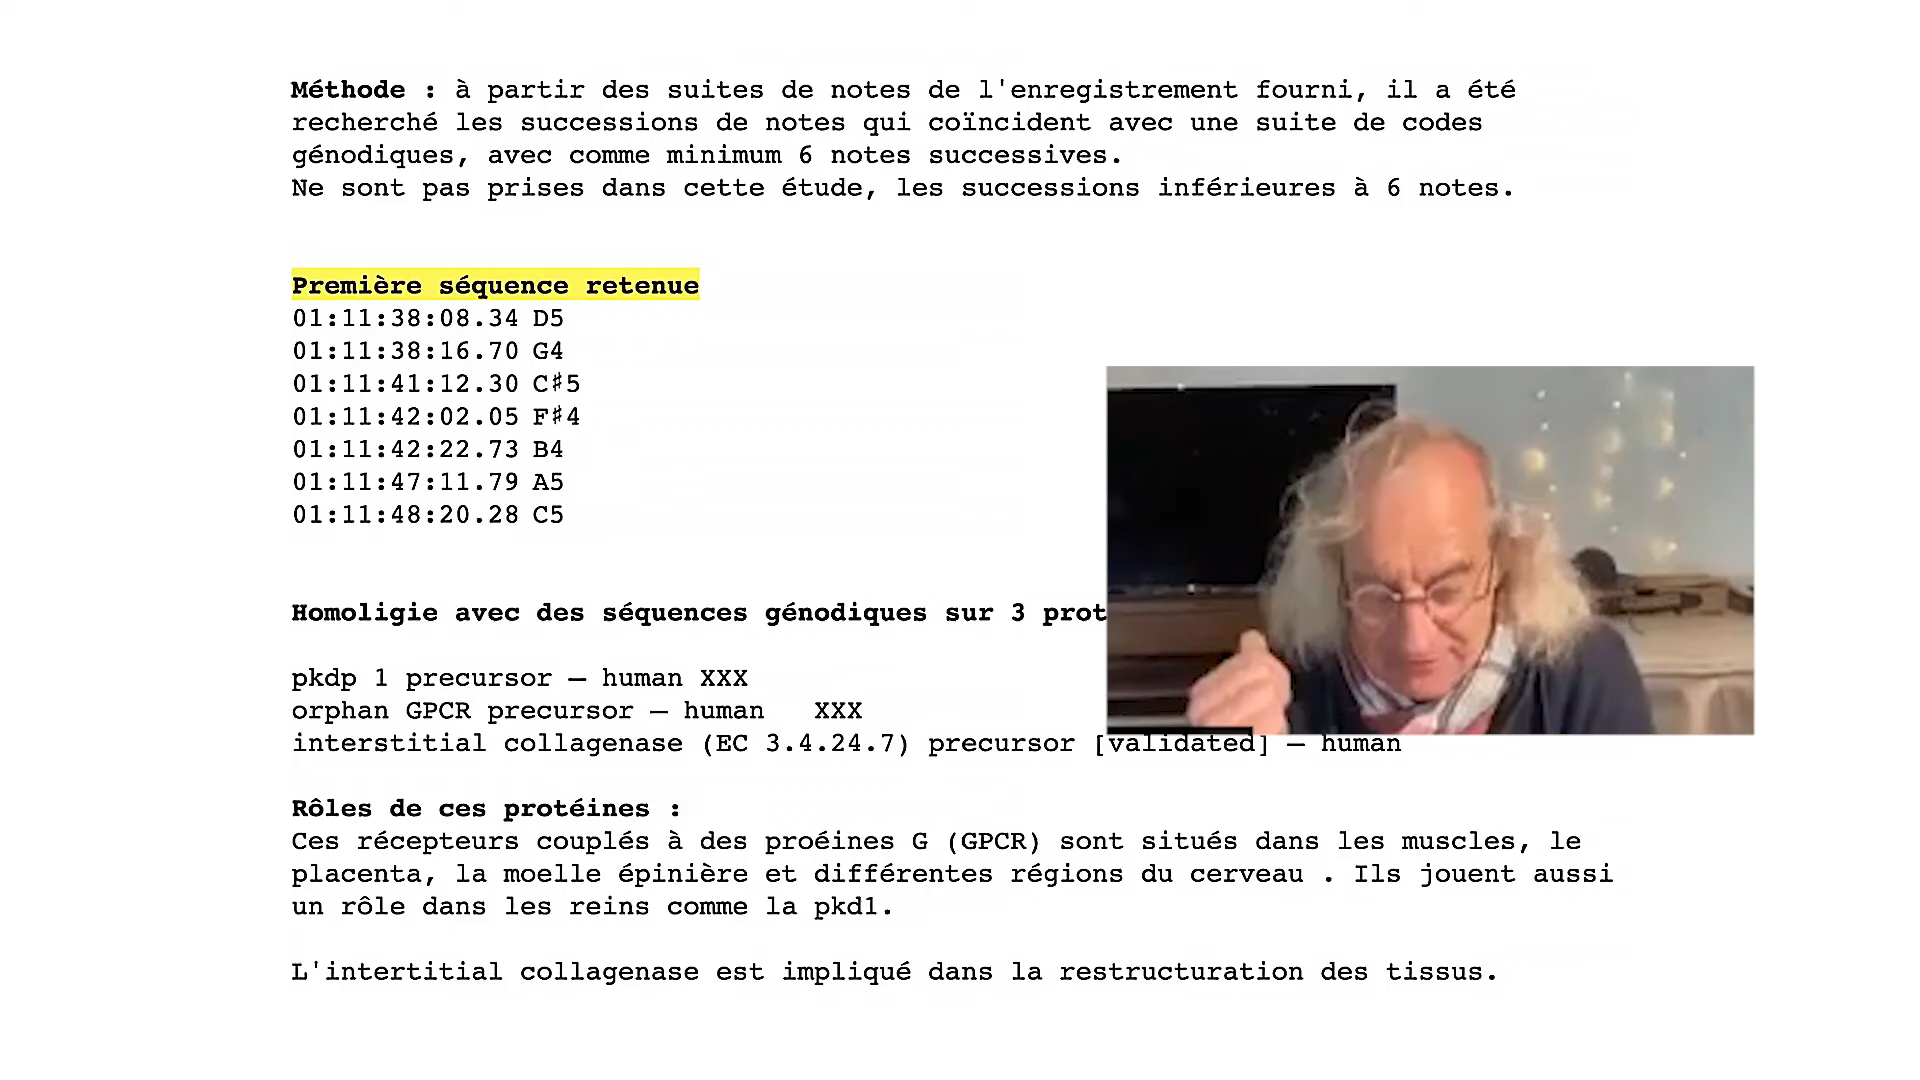 Méthode : à partir des suites de notes de l'enregistrement fourni, il a été
recherché les successions de notes qui coïncident avec une suite de codes
génodiques, avec comme minimum 6 notes successives.
Ne sont pas prises dans cette étude, les successions inférieures à 6 notes.
Première séquence retenue
01:11:38:08.34 D5
01:11:38:16.70 G4
01:11:41:12.30 C♯5
01:11:42:02.05 F♯4
01:11:42:22.73 B4
01:11:47:11.79 A5
01:11:48:20.28 C5
Homoligie avec des séquences génodiques sur 3 prot
pkdp 1 precursor – human XXX
orphan GPCR precursor – human XXX
interstitial collagenase (EC 3.4.24.7) precursor [validated] – human
Rôles de ces protéines :
Ces récepteurs couplés à des proéines G (GPCR) sont situés dans les muscles, le
placenta, la moelle épinière et différentes régions du cerveau . Ils jouent aussi
un rôle dans les reins comme la pkd1.
L'intertitial collagenase est impliqué dans la restructuration des tissus.